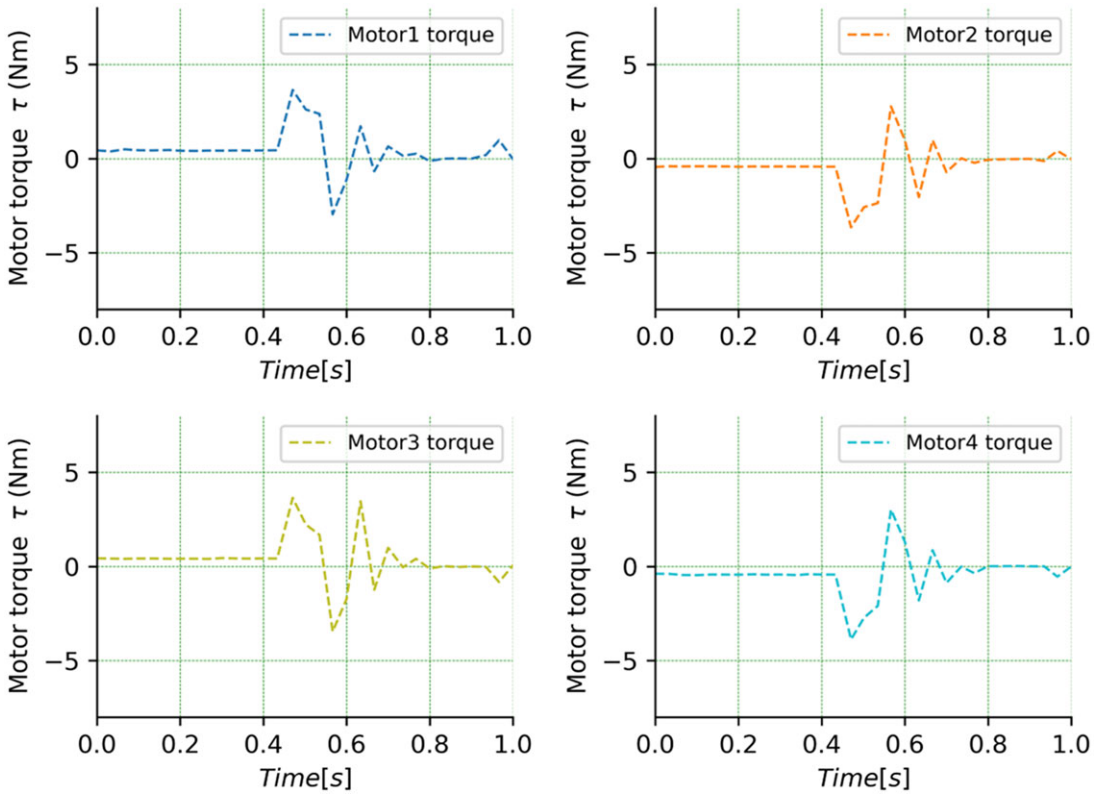 Motor1 torque
Motor torque τ (Nm)
5
0
−5
0.0 0.2 0.4 0.6 0.8 1.0
Time[s]
Motor2 torque
Motor torque τ (Nm)
5
0
−5
0.0 0.2 0.4 0.6 0.8 1.0
Time[s]
Motor3 torque
Motor torque τ (Nm)
5
0
−5
0.0 0.2 0.4 0.6 0.8 1.0
Time[s]
Motor4 torque
Motor torque τ (Nm)
5
0
−5
0.0 0.2 0.4 0.6 0.8 1.0
Time[s]